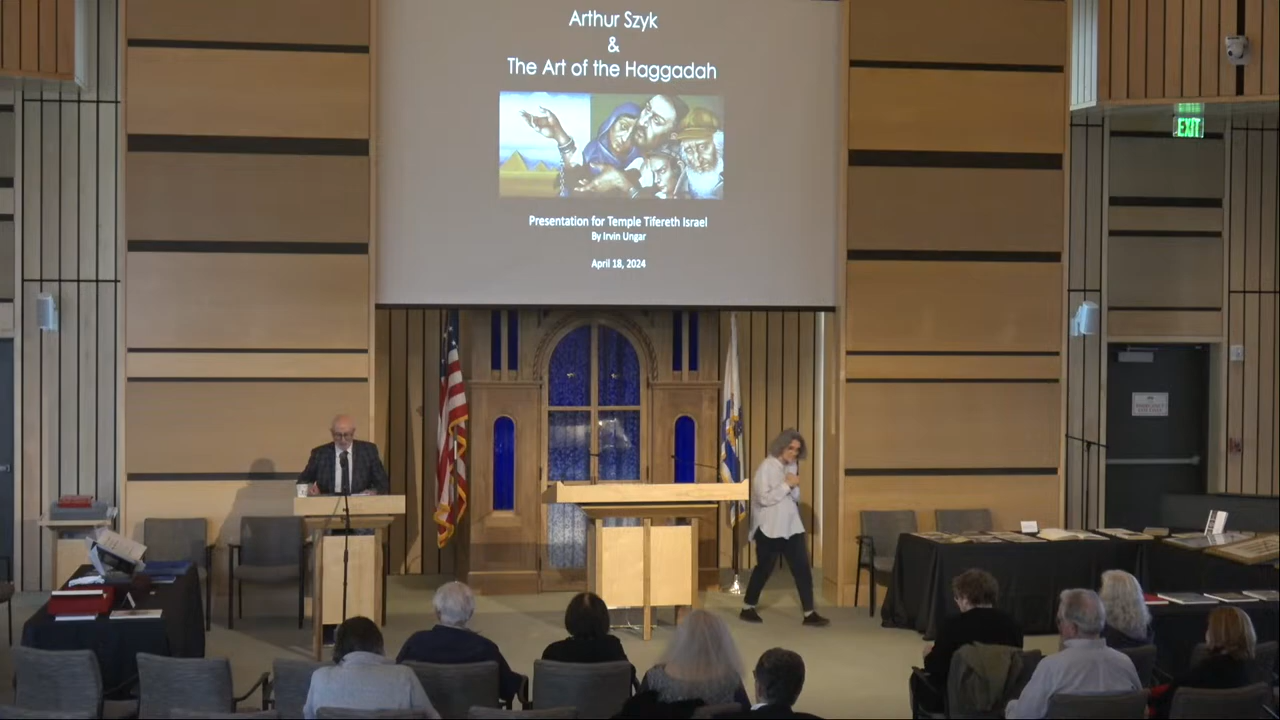 Arthur Szyk
&
The Art of the Haggadah
Presentation for Temple Tifereth Israel
By Irvin Ungar
April 18, 2024
EXIT